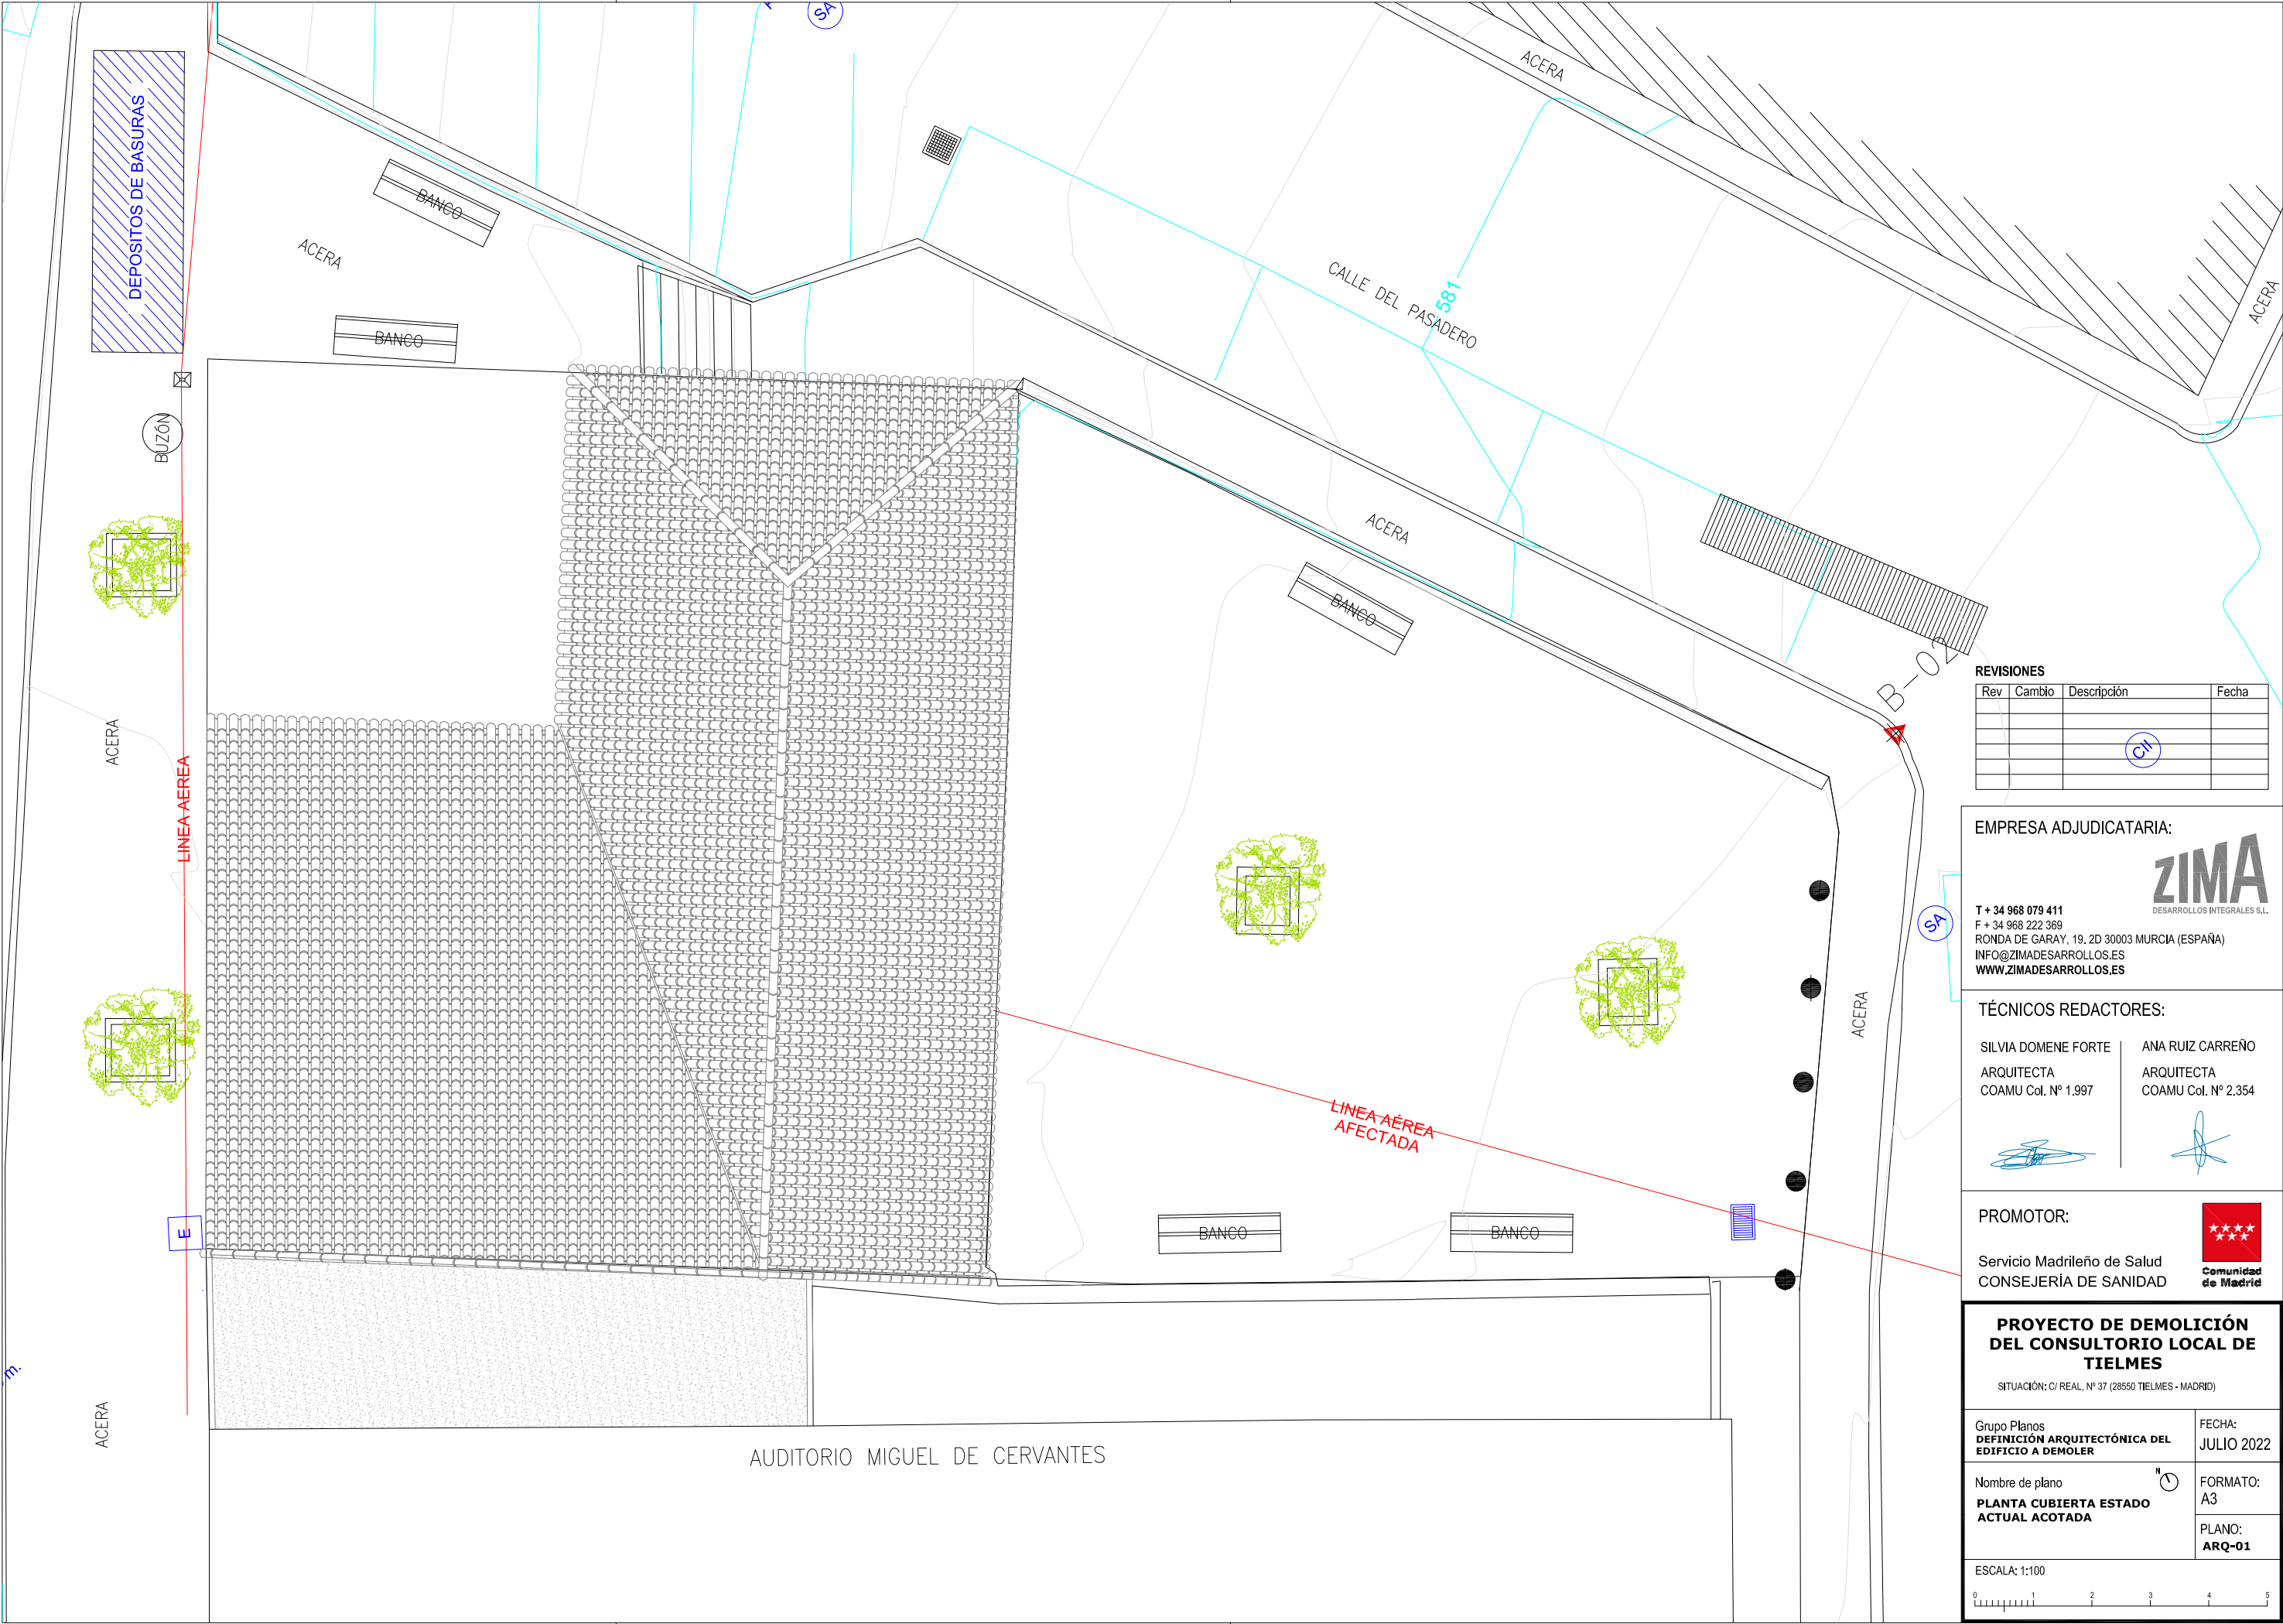 SA
ACERA
DEPOSITOS DE BASURAS
BANCO
ACERA
BANCO
CALLE DEL PASADERO
581
ACERA
BUZÓN
ACERA
BANCO
B-02
ACERA
LINEA AEREA
LINEA AÉREA
AFECTADA
ACERA
SA
E
BANCO
BANCO
m.
ACERA
AUDITORIO MIGUEL DE CERVANTES
REVISIONES
Rev Cambio Descripción Fecha
CII
EMPRESA ADJUDICATARIA:
ZIMA
DESARROLLOS INTEGRALES S.L.
T + 34 968 079 411
F + 34 968 222 369
RONDA DE GARAY, 19. 2D 30003 MURCIA (ESPAÑA)
INFO@ZIMADESARROLLOS.ES
WWW.ZIMADESARROLLOS.ES
TÉCNICOS REDACTORES:
SILVIA DOMENE FORTE
ARQUITECTA
COAMU Col. Nº 1.997
ANA RUIZ CARREÑO
ARQUITECTA
COAMU Col. Nº 2.354
PROMOTOR:
Servicio Madrileño de Salud
CONSEJERÍA DE SANIDAD
Comunidad
de Madrid
PROYECTO DE DEMOLICIÓN
DEL CONSULTORIO LOCAL DE
TIELMES
SITUACIÓN: C/ REAL, Nº 37 (28550 TIELMES - MADRID)
Grupo Planos
DEFINICIÓN ARQUITECTÓNICA DEL
EDIFICIO A DEMOLER
FECHA:
JULIO 2022
Nombre de plano
N
PLANTA CUBIERTA ESTADO
ACTUAL ACOTADA
FORMATO:
A3
PLANO:
ARQ-01
ESCALA: 1:100
0 1 2 3 4 5